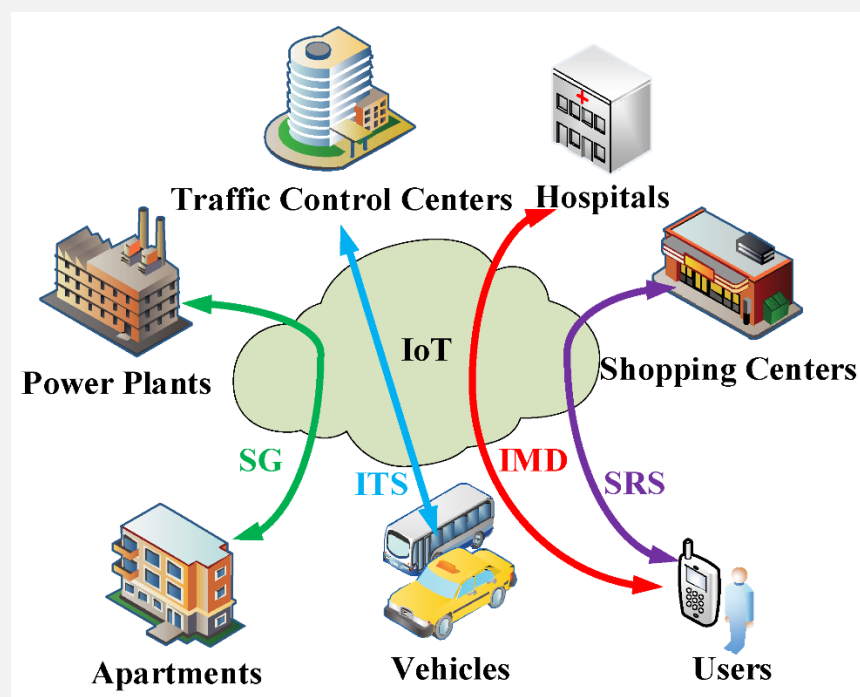 Traffic Control Centers
Hospitals
IoT
Power Plants
Shopping Centers
SG
ITS
IMD
SRS
Apartments
Vehicles
Users